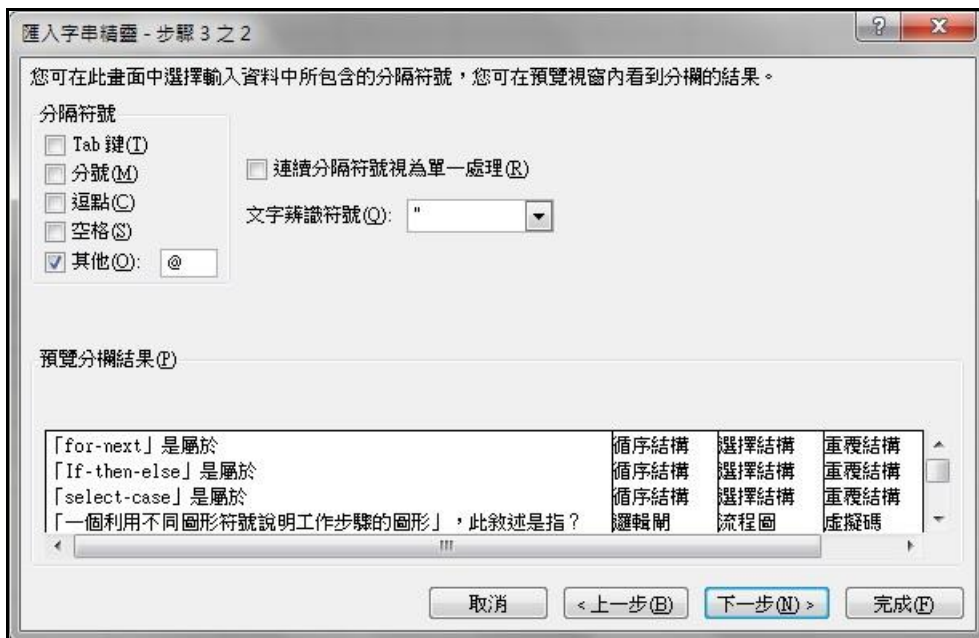 匯入字串精靈 - 步驟 3 之 2
您可在此畫面中選擇輸入資料中所包含的分隔符號，您可在預覽視窗內看到分欄的結果。
分隔符號
Tab 鍵(T)
分號(M)
逗點(C)
空格(S)
其他(O): @
連續分隔符號視為單一處理(R)
文字辨識符號(Q): "
預覽分欄結果(P)
「for-next」是屬於 循序結構 選擇結構 重覆結構
「If-then-else」是屬於 循序結構 選擇結構 重覆結構
「select-case」是屬於 循序結構 選擇結構 重覆結構
「一個利用不同圖形符號說明工作步驟的圖形」，此敘述是指？ 邏輯閘 流程圖 虛擬碼
取消 < 上一步(B) 下一步(N) > 完成(F)